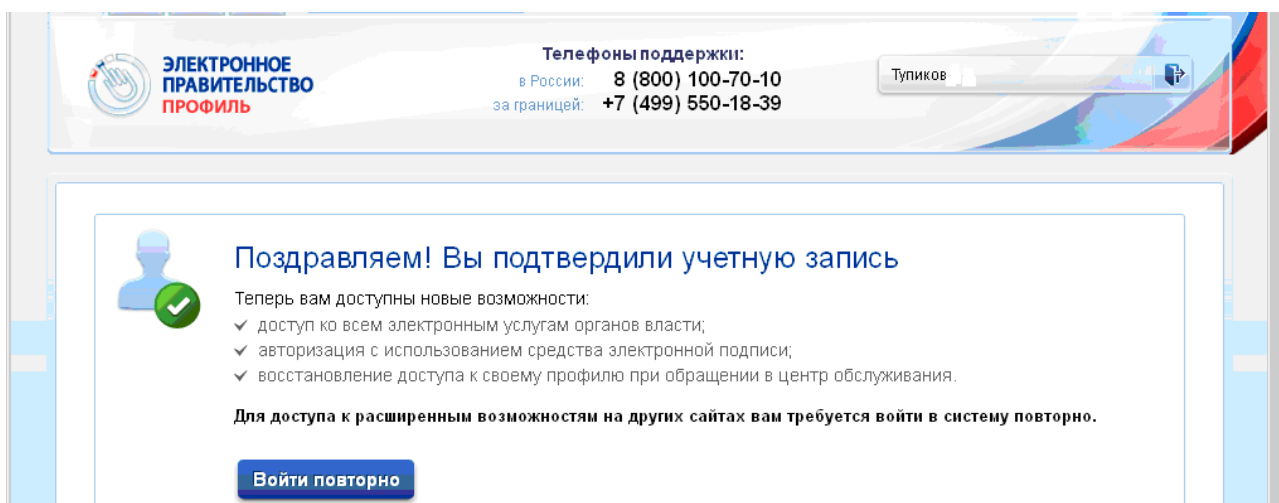 ЭЛЕКТРОННОЕ
ПРАВИТЕЛЬСТВО
ПРОФИЛЬ
Телефоны поддержки:
в России: 8 (800) 100-70-10
за границей: +7 (499) 550-18-39
Тупиков
Поздравляем! Вы подтвердили учетную запись
Теперь вам доступны новые возможности:
доступ ко всем электронным услугам органов власти;
авторизация с использованием средства электронной подписи;
восстановление доступа к своему профилю при обращении в центр обслуживания.
Для доступа к расширенным возможностям на других сайтах вам требуется войти в систему повторно.
Войти повторно